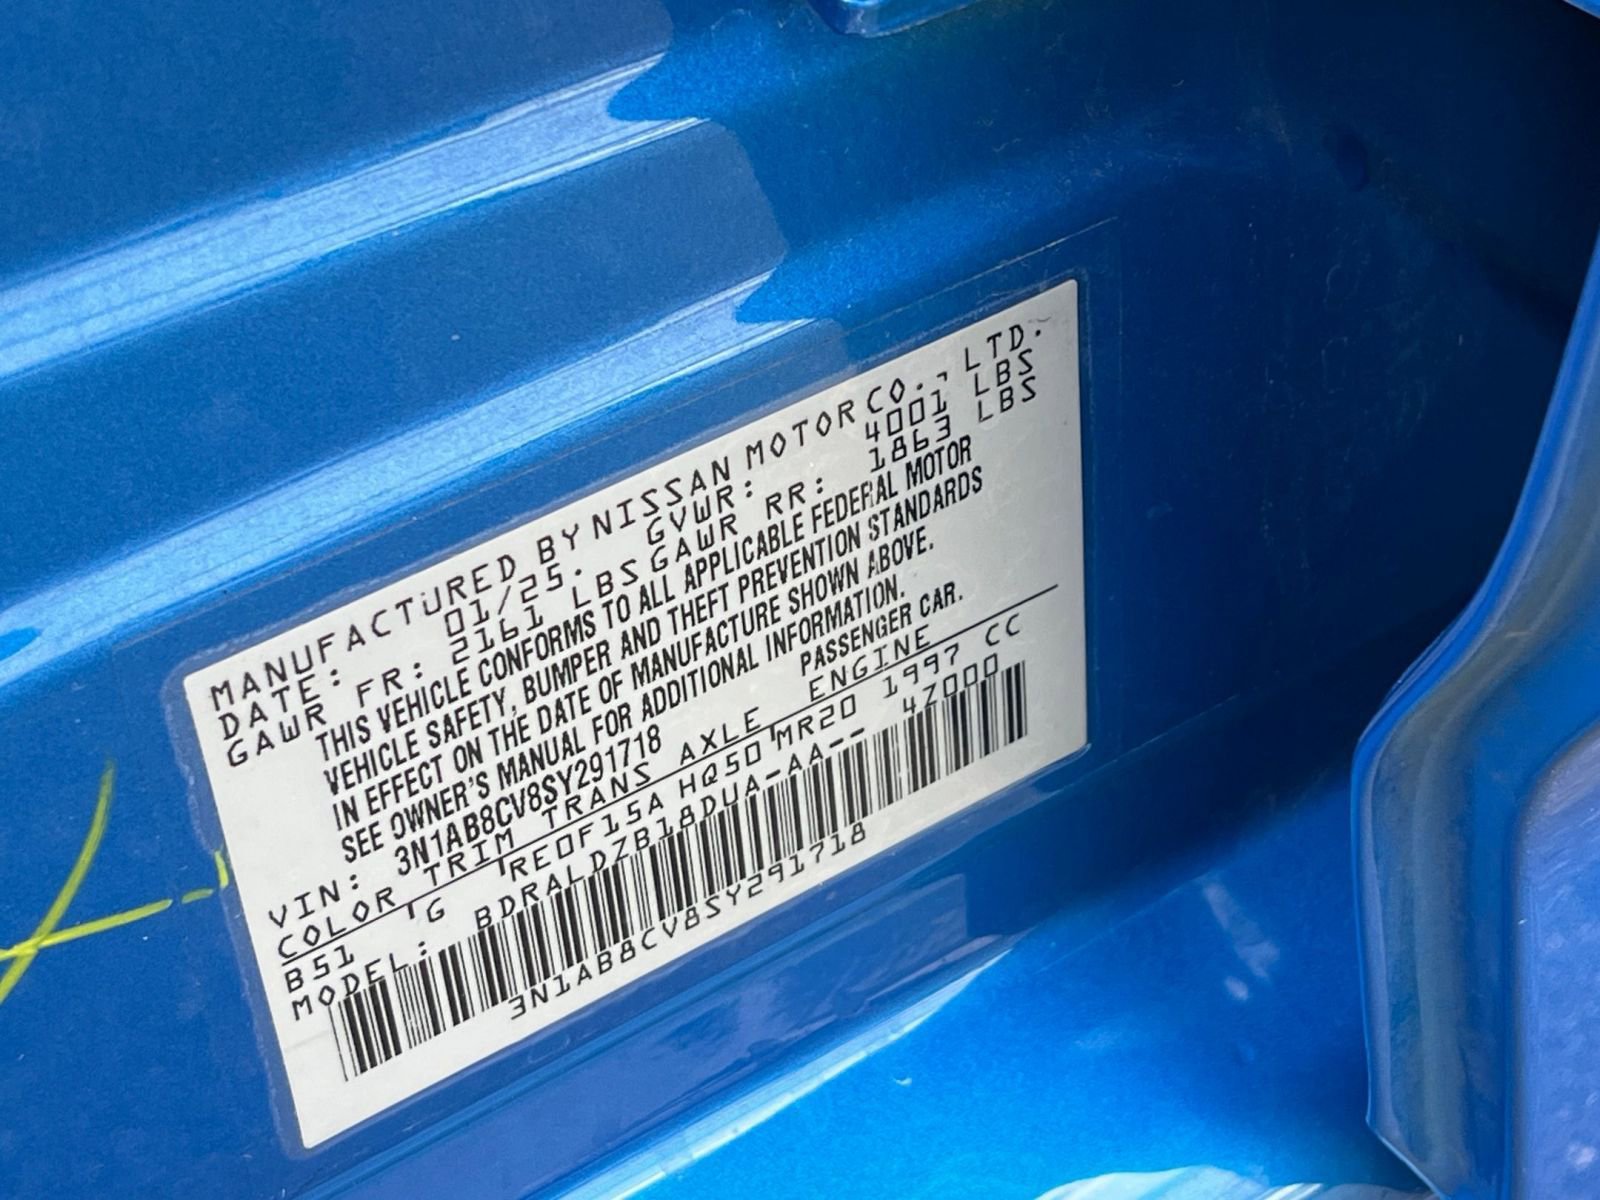 MANUFACTURED BY NISSAN MOTOR CO., LTD.
DATE: 01/25. GVWR: 4001 LBS
GAWR FR: 2161 LBS GAWR RR: 1863 LBS
THIS VEHICLE CONFORMS TO ALL APPLICABLE FEDERAL MOTOR
VEHICLE SAFETY, BUMPER AND THEFT PREVENTION STANDARDS
IN EFFECT ON THE DATE OF MANUFACTURE SHOWN ABOVE.
SEE OWNER'S MANUAL FOR ADDITIONAL INFORMATION.
VIN: 3N1AB8CV8SY291718 PASSENGER CAR.
COLOR TRIM TRANS AXLE ENGINE
B51 G RE0F15A HQ50 MR20 1997 CC
MODEL: BDRALDZB18DUA-AA-- 4Z000
3N1AB8CV8SY291718